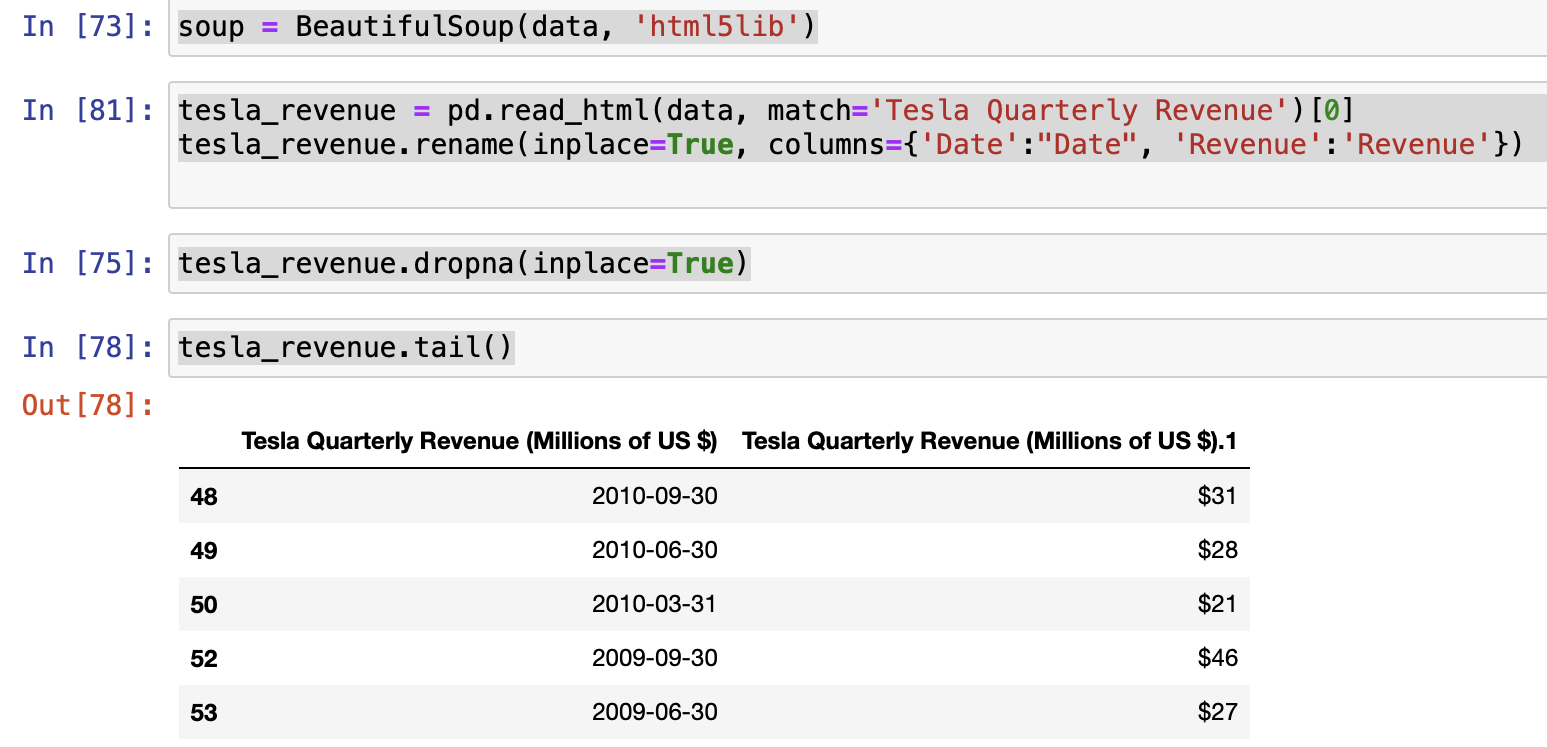 In [73]: soup = BeautifulSoup(data, 'html5lib')
In [81]: tesla_revenue = pd.read_html(data, match='Tesla Quarterly Revenue')[0]
tesla_revenue.rename(inplace=True, columns={'Date':"Date", 'Revenue':'Revenue'})
In [75]: tesla_revenue.dropna(inplace=True)
In [78]: tesla_revenue.tail()
Out[78]:
Tesla Quarterly Revenue (Millions of US $) Tesla Quarterly Revenue (Millions of US $).1
48 2010-09-30 $31
49 2010-06-30 $28
50 2010-03-31 $21
52 2009-09-30 $46
53 2009-06-30 $27